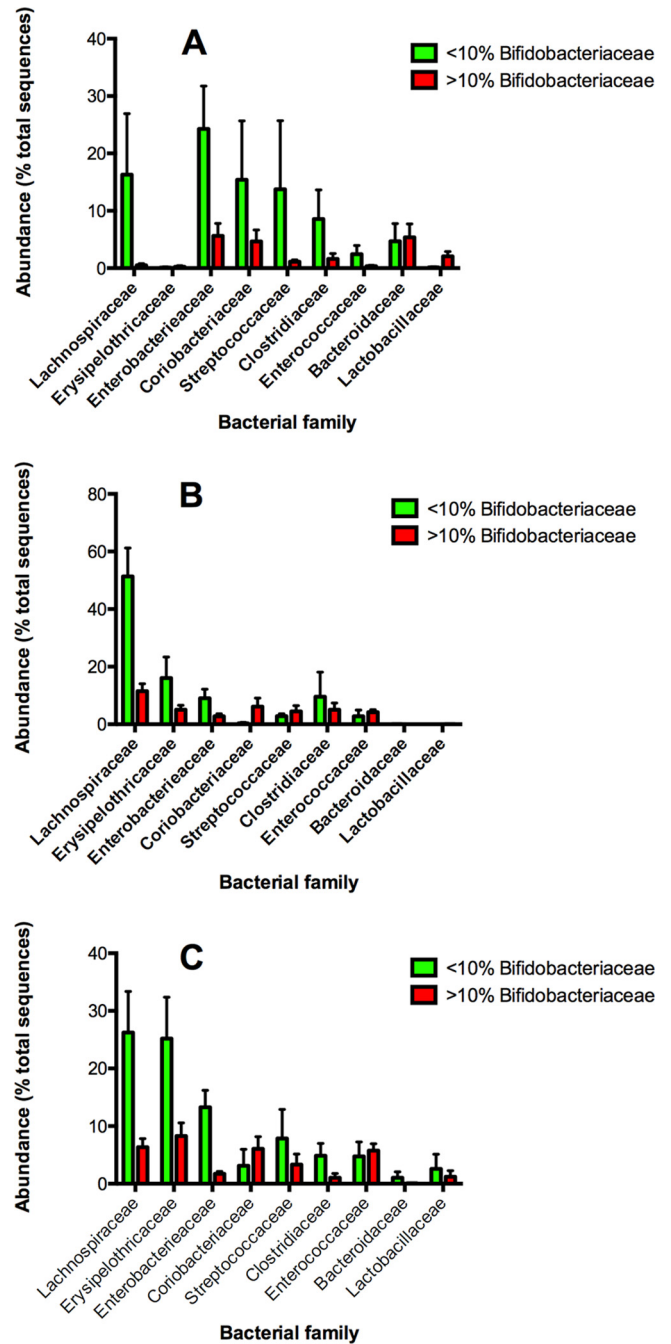 A
<10% Bifidobacteriaceae
>10% Bifidobacteriaceae
Abundance (% total sequences)
40
30
20
10
0
Lachnospiraceae
Erysipelothricaceae
Enterobacterieaceae
Coriobacteriaceae
Streptococcaceae
Clostridiaceae
Enterococcaceae
Bacteroidaceae
Lactobacillaceae
Bacterial family
B
<10% Bifidobacteriaceae
>10% Bifidobacteriaceae
Abundance (% total sequences)
80
60
40
20
0
Lachnospiraceae
Erysipelothricaceae
Enterobacterieaceae
Coriobacteriaceae
Streptococcaceae
Clostridiaceae
Enterococcaceae
Bacteroidaceae
Lactobacillaceae
Bacterial family
C
<10% Bifidobacteriaceae
>10% Bifidobacteriaceae
Abundance (% total sequences)
40
30
20
10
0
Lachnospiraceae
Erysipelothricaceae
Enterobacterieaceae
Coriobacteriaceae
Streptococcaceae
Clostridiaceae
Enterococcaceae
Bacteroidaceae
Lactobacillaceae
Bacterial family